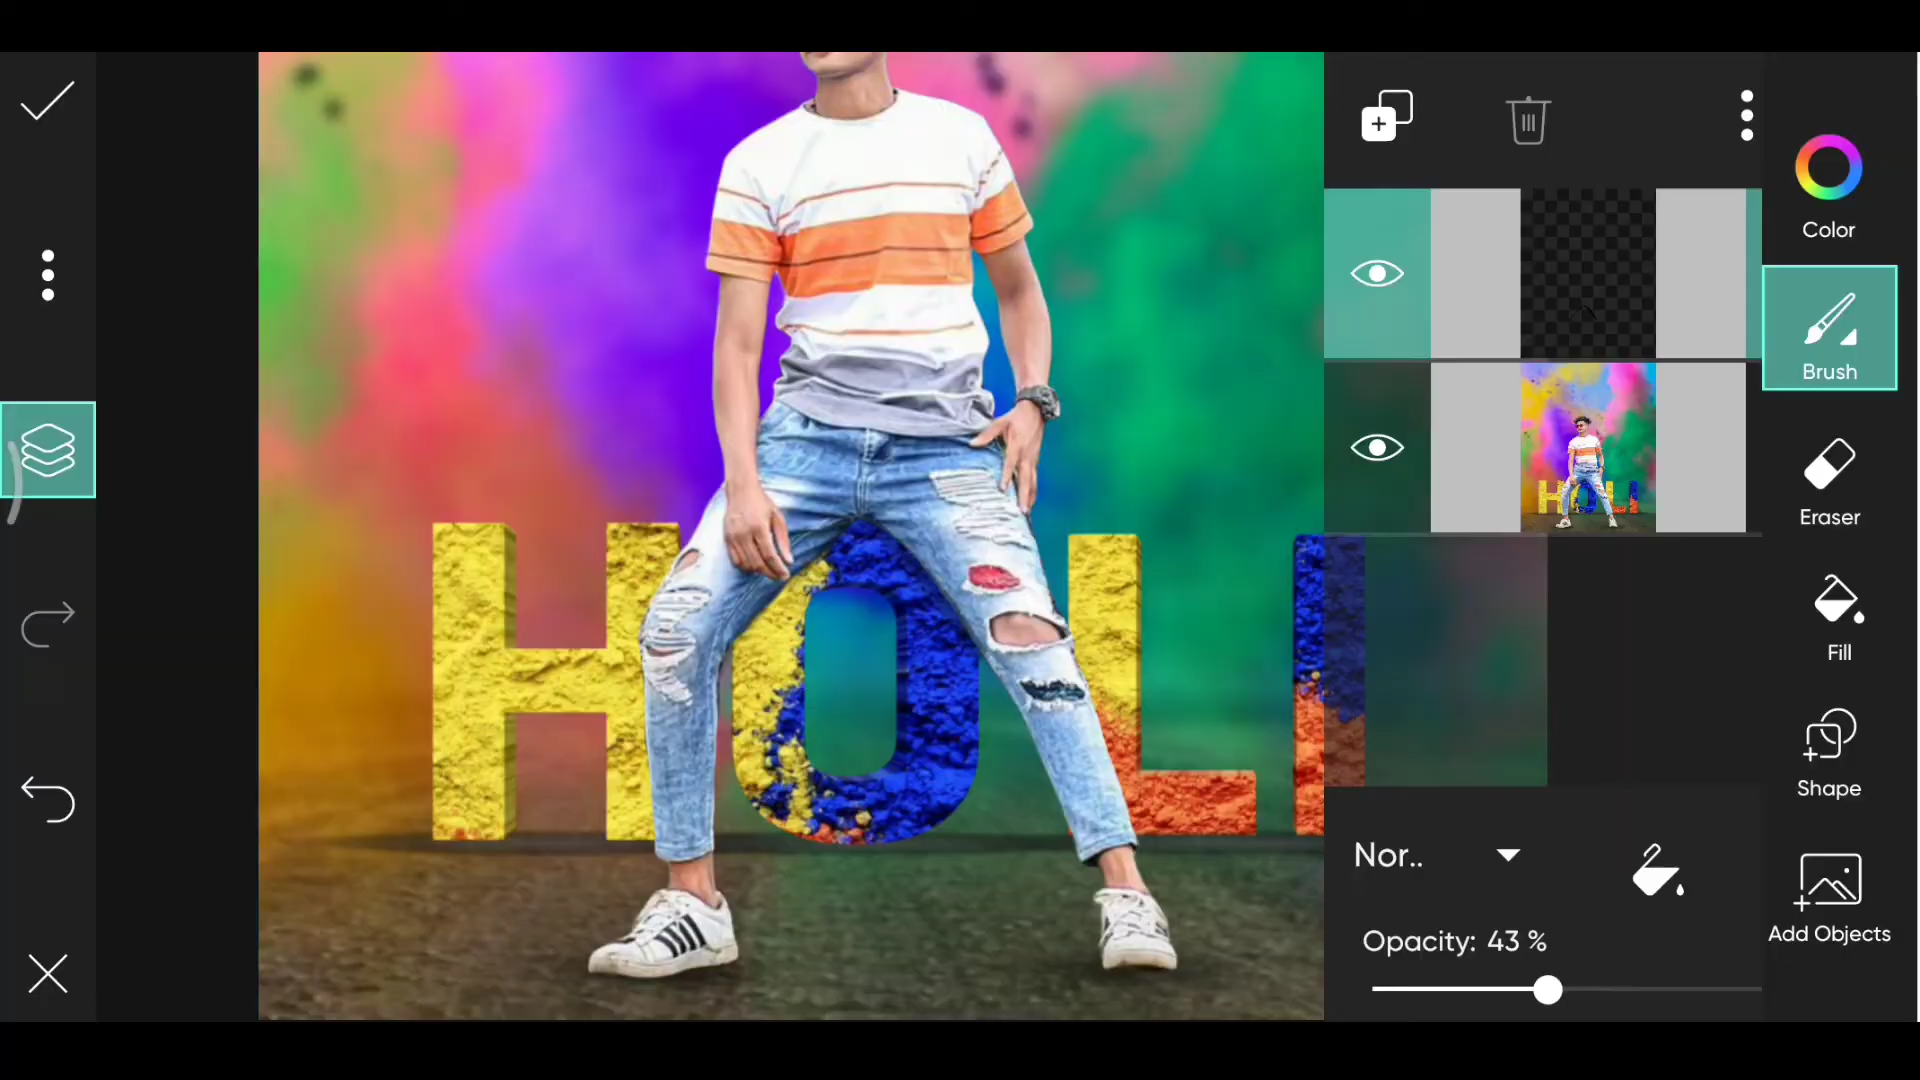 Color
Brush
Eraser
Fill
Shape
Add Objects
HOLI
Nor..
Opacity: 43 %